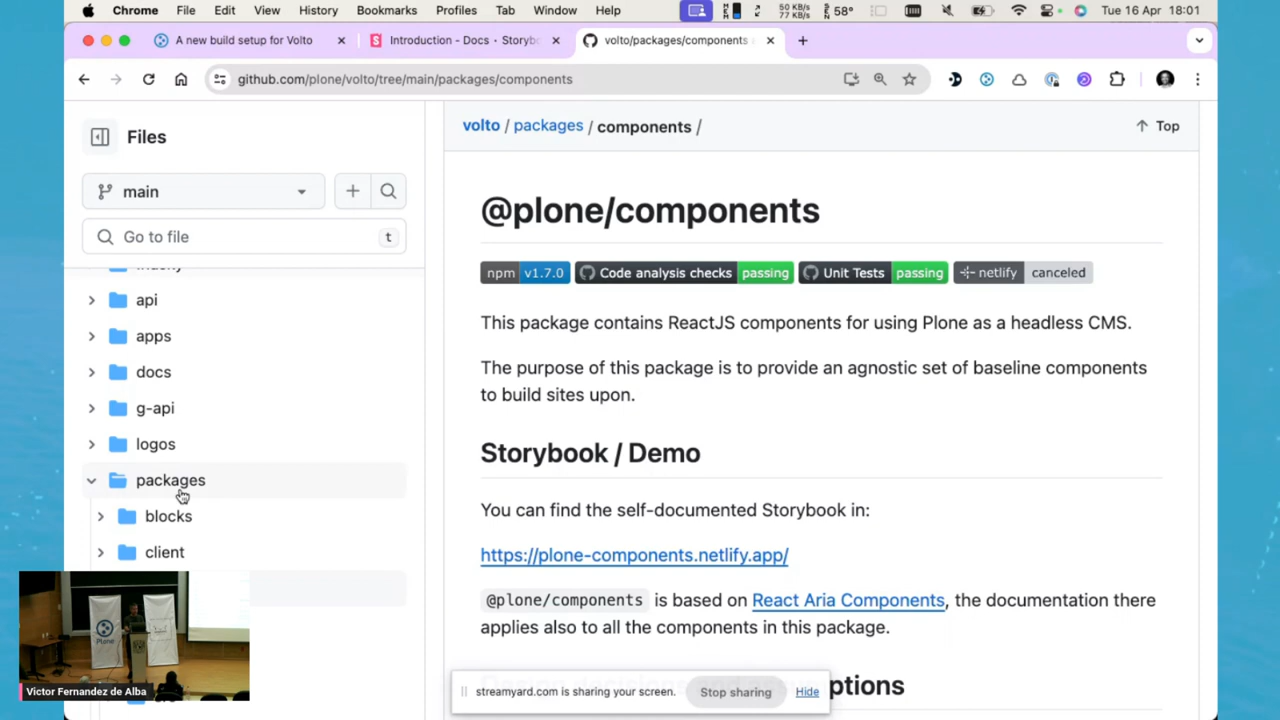 Chrome File Edit View History Bookmarks Profiles Tab Window Help 50 KB/s 77 KB/s 58° Tue 16 Apr 18:01
A new build setup for Volto
Introduction - Docs · Storyb
volto/packages/components
github.com/plone/volto/tree/main/packages/components
Files
main
Go to file t
api
apps
docs
g-api
logos
packages
blocks
client
volto / packages / components /
Top
@plone/components
npm v1.7.0 Code analysis checks passing Unit Tests passing netlify canceled
This package contains ReactJS components for using Plone as a headless CMS.
The purpose of this package is to provide an agnostic set of baseline components
to build sites upon.
Storybook / Demo
You can find the self-documented Storybook in:
https://plone-components.netlify.app/
@plone/components is based on React Aria Components, the documentation there
applies also to all the components in this package.
ptions
streamyard.com is sharing your screen. Stop sharing Hide
Plone
Victor Fernandez de Alba